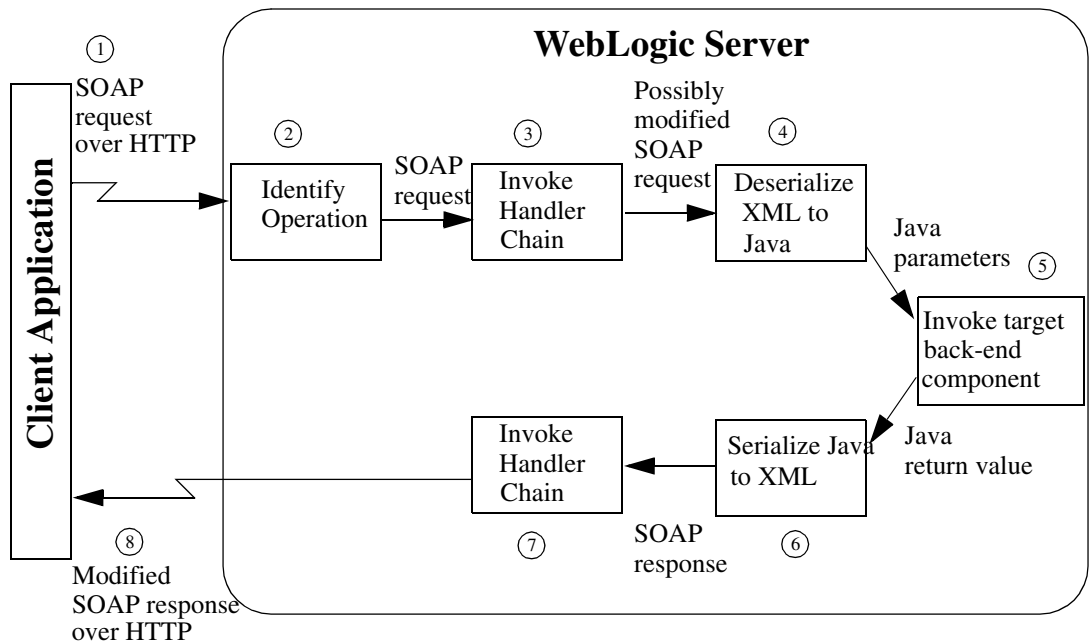 WebLogic Server
1
SOAP
request
over HTTP
Client Application
2
Identify
Operation
SOAP
request
3
Invoke
Handler
Chain
Possibly
modified
SOAP
request
4
Deserialize
XML to
Java
Java
parameters
5
Invoke target
back-end
component
Java
return value
Serialize Java
to XML
6
SOAP
response
Invoke
Handler
Chain
7
8
Modified
SOAP response
over HTTP